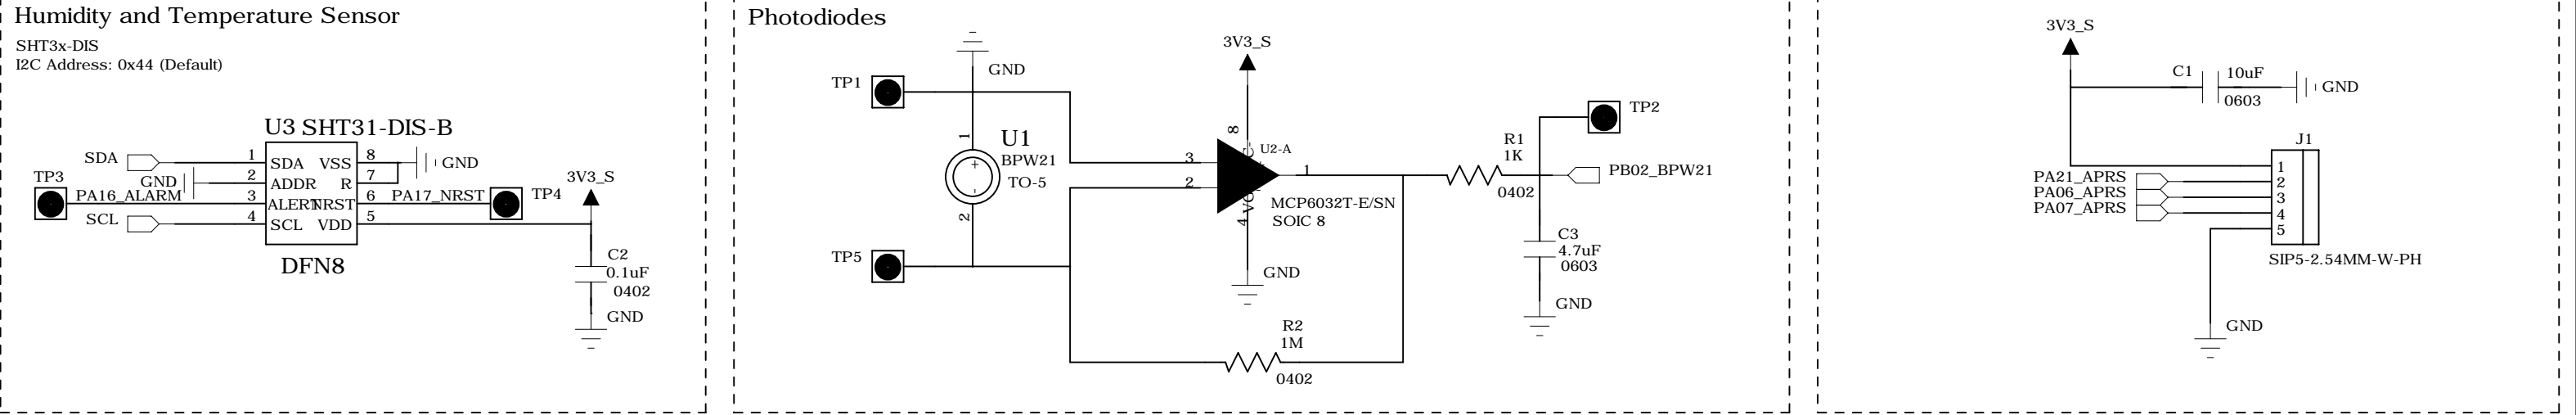 Humidity and Temperature Sensor
SHT3x-DIS
I2C Address: 0x44 (Default)
U3 SHT31-DIS-B
SDA
1
SDA
VSS
8
GND
GND
2
ADDR
R
7
TP3
PA16_ALARM
3
ALERT
NRST
6
PA17_NRST
TP4
SCL
4
SCL
VDD
5
3V3_S
DFN8
C2
0.1uF
0402
GND
Photodiodes
GND
TP1
1
U1
BPW21
TO-5
+
-
2
TP5
3V3_S
8
U2-A
3
2
1
4
MCP6032T-E/SN
SOIC 8
GND
R2
1M
0402
R1
1K
0402
TP2
PB02_BPW21
C3
4.7uF
0603
GND
3V3_S
C1
10uF
0603
GND
J1
1
PA21_APRS
2
PA06_APRS
3
PA07_APRS
4
5
SIP5-2.54MM-W-PH
GND